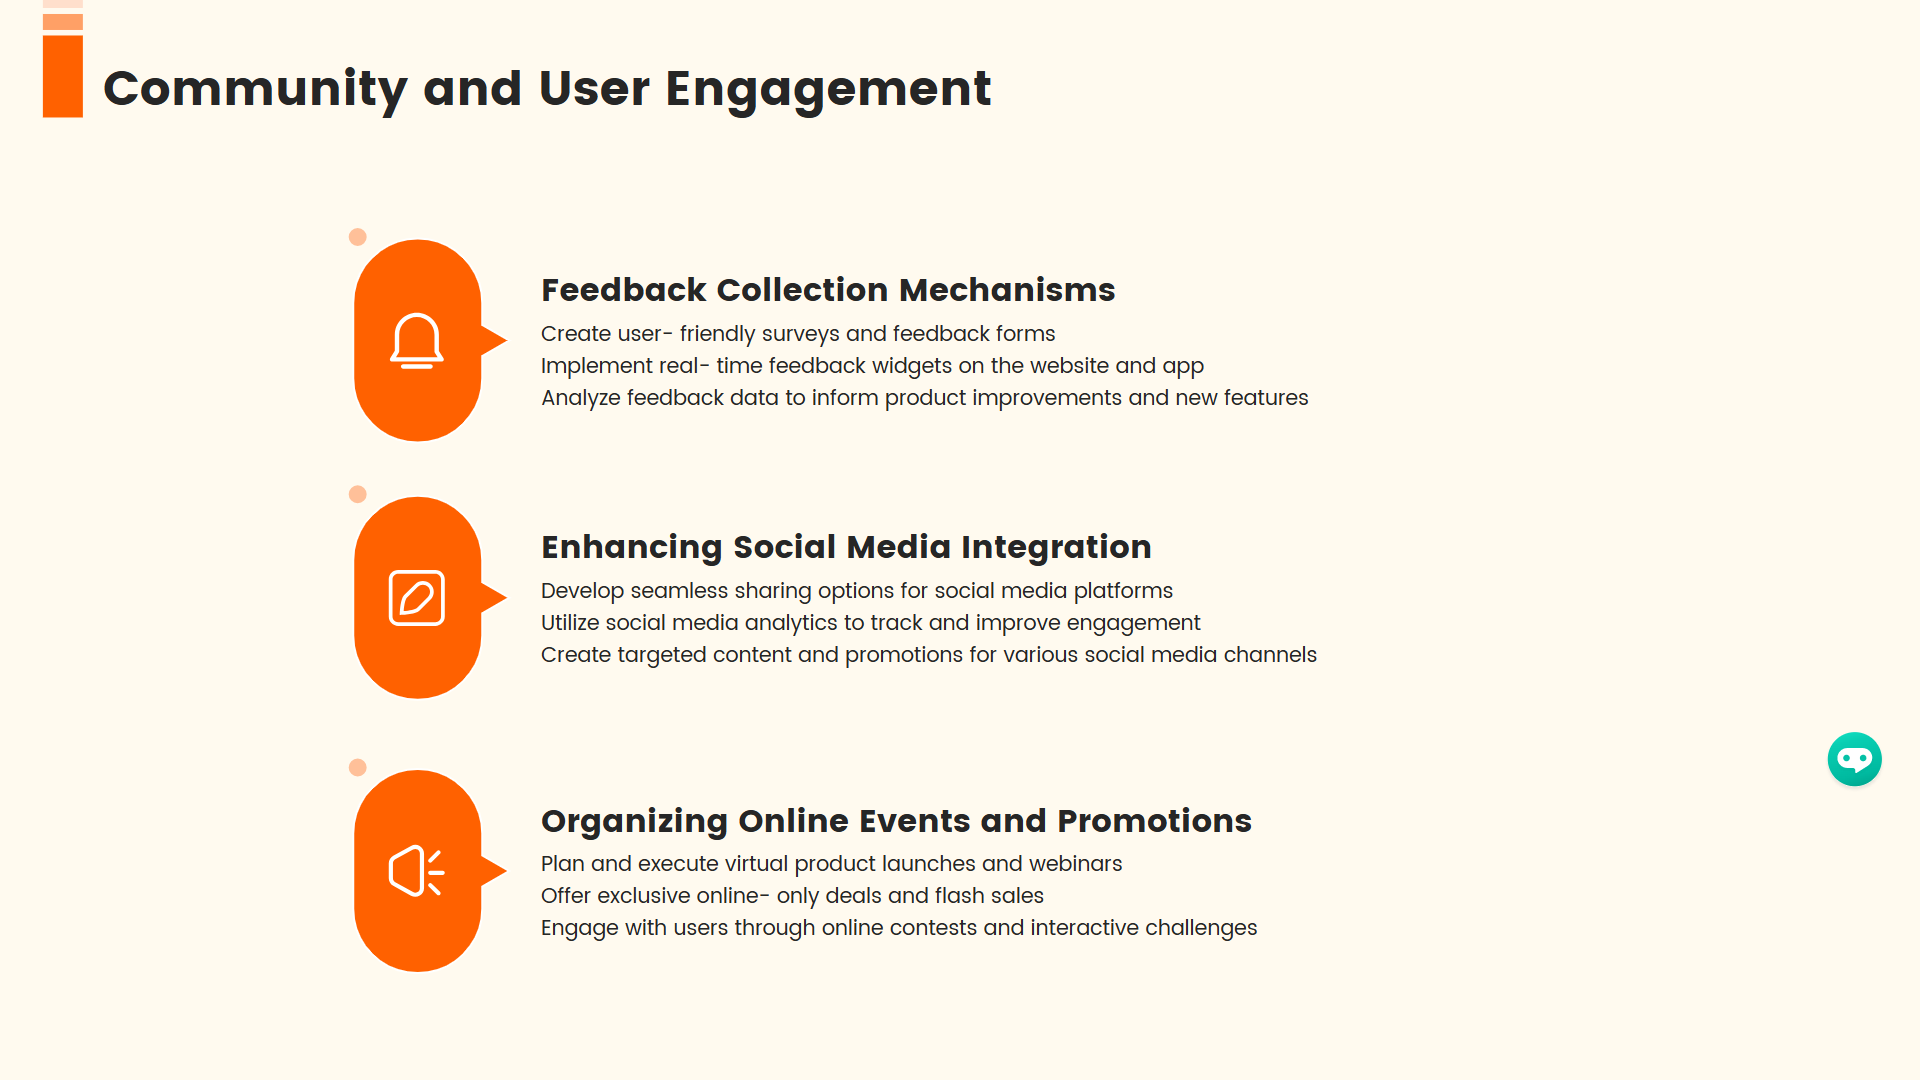 Community and User Engagement
Feedback Collection Mechanisms
Create user- friendly surveys and feedback forms
Implement real- time feedback widgets on the website and app
Analyze feedback data to inform product improvements and new features
Enhancing Social Media Integration
Develop seamless sharing options for social media platforms
Utilize social media analytics to track and improve engagement
Create targeted content and promotions for various social media channels
Organizing Online Events and Promotions
Plan and execute virtual product launches and webinars
Offer exclusive online- only deals and flash sales
Engage with users through online contests and interactive challenges